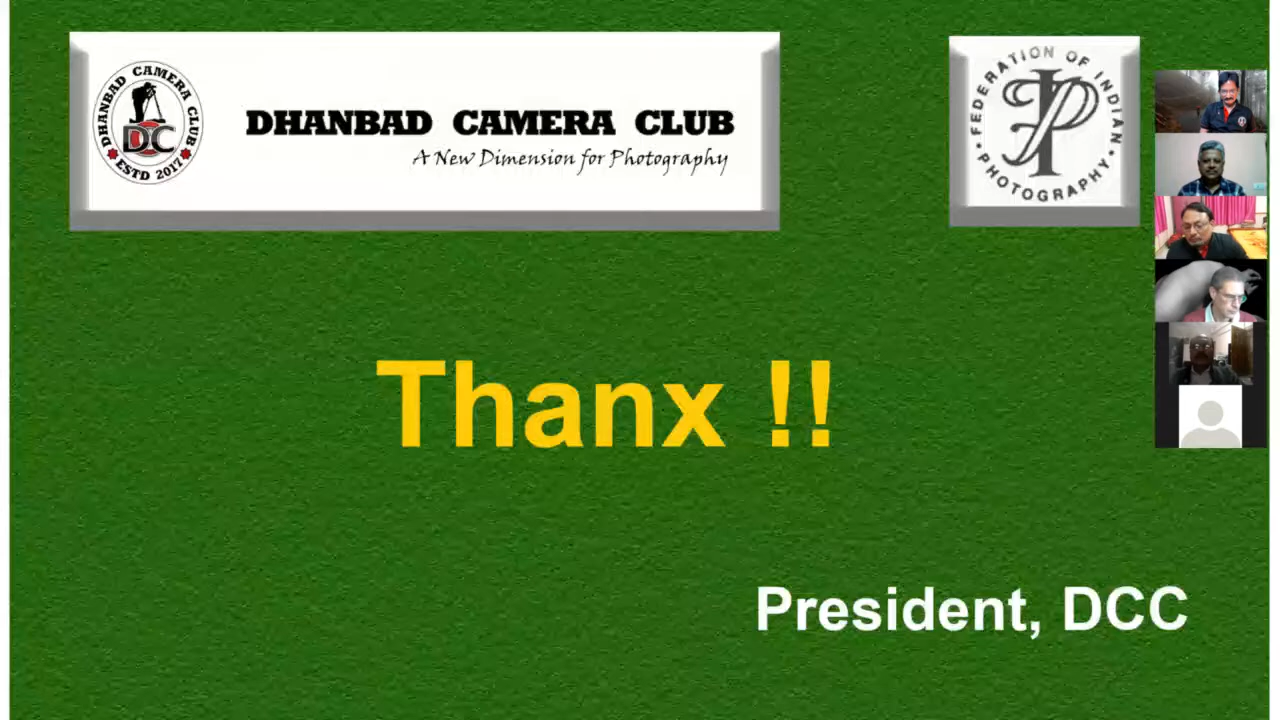 DHANBAD CAMERA CLUB
DC
ESTD 2017
DHANBAD CAMERA CLUB
A New Dimension for Photography
FEDERATION OF INDIAN
PHOTOGRAPHY
Thanx !!
President, DCC